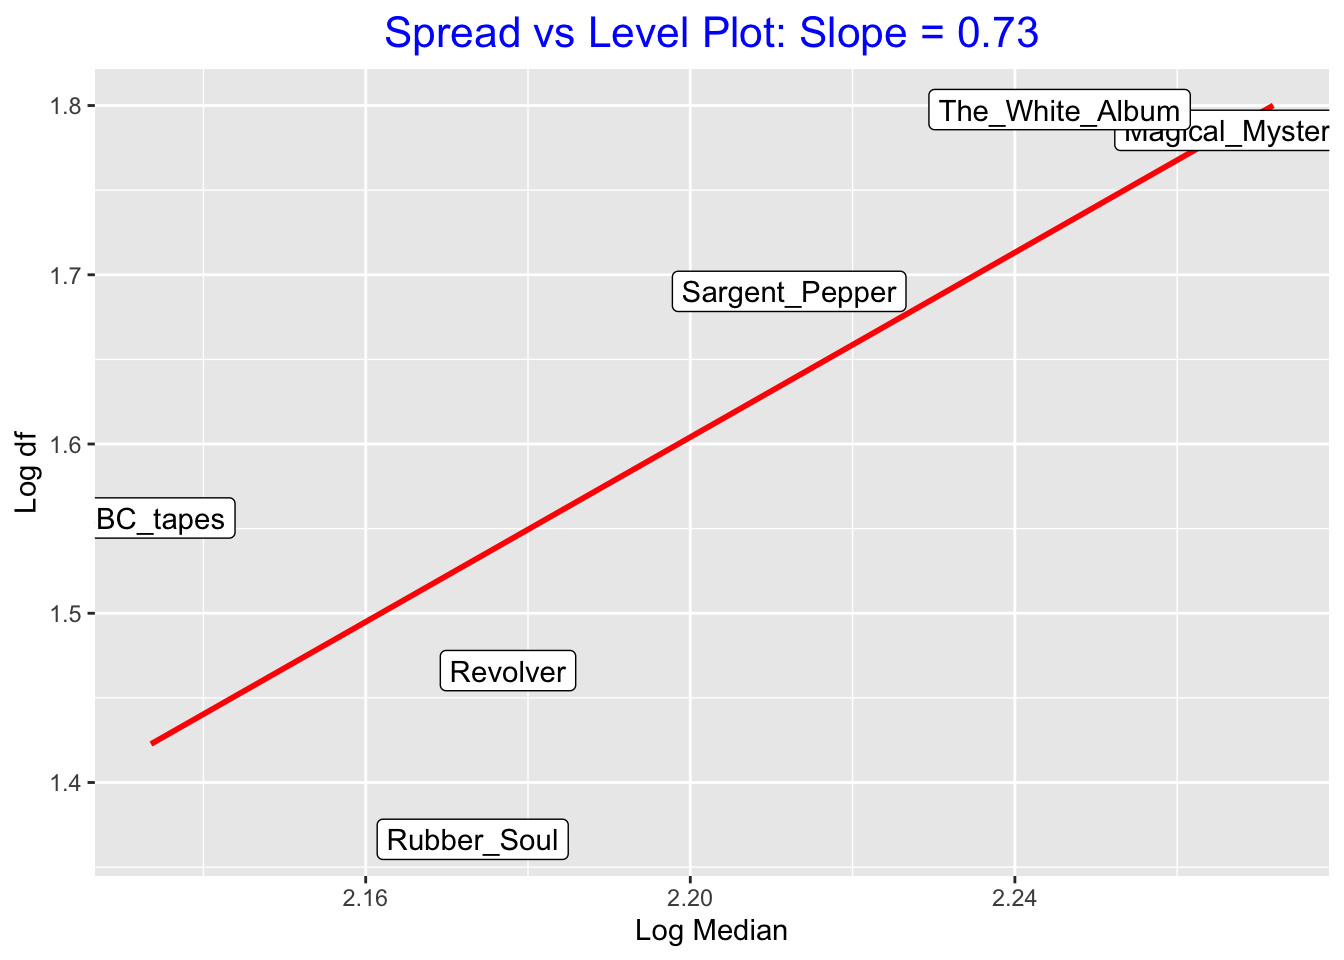 Spread vs Level Plot: Slope = 0.73
1.8
The_White_Album
Magical_Myster
1.7
Sargent_Pepper
1.6
Log df
BC_tapes
1.5
Revolver
1.4
Rubber_Soul
2.16 2.20 2.24
Log Median